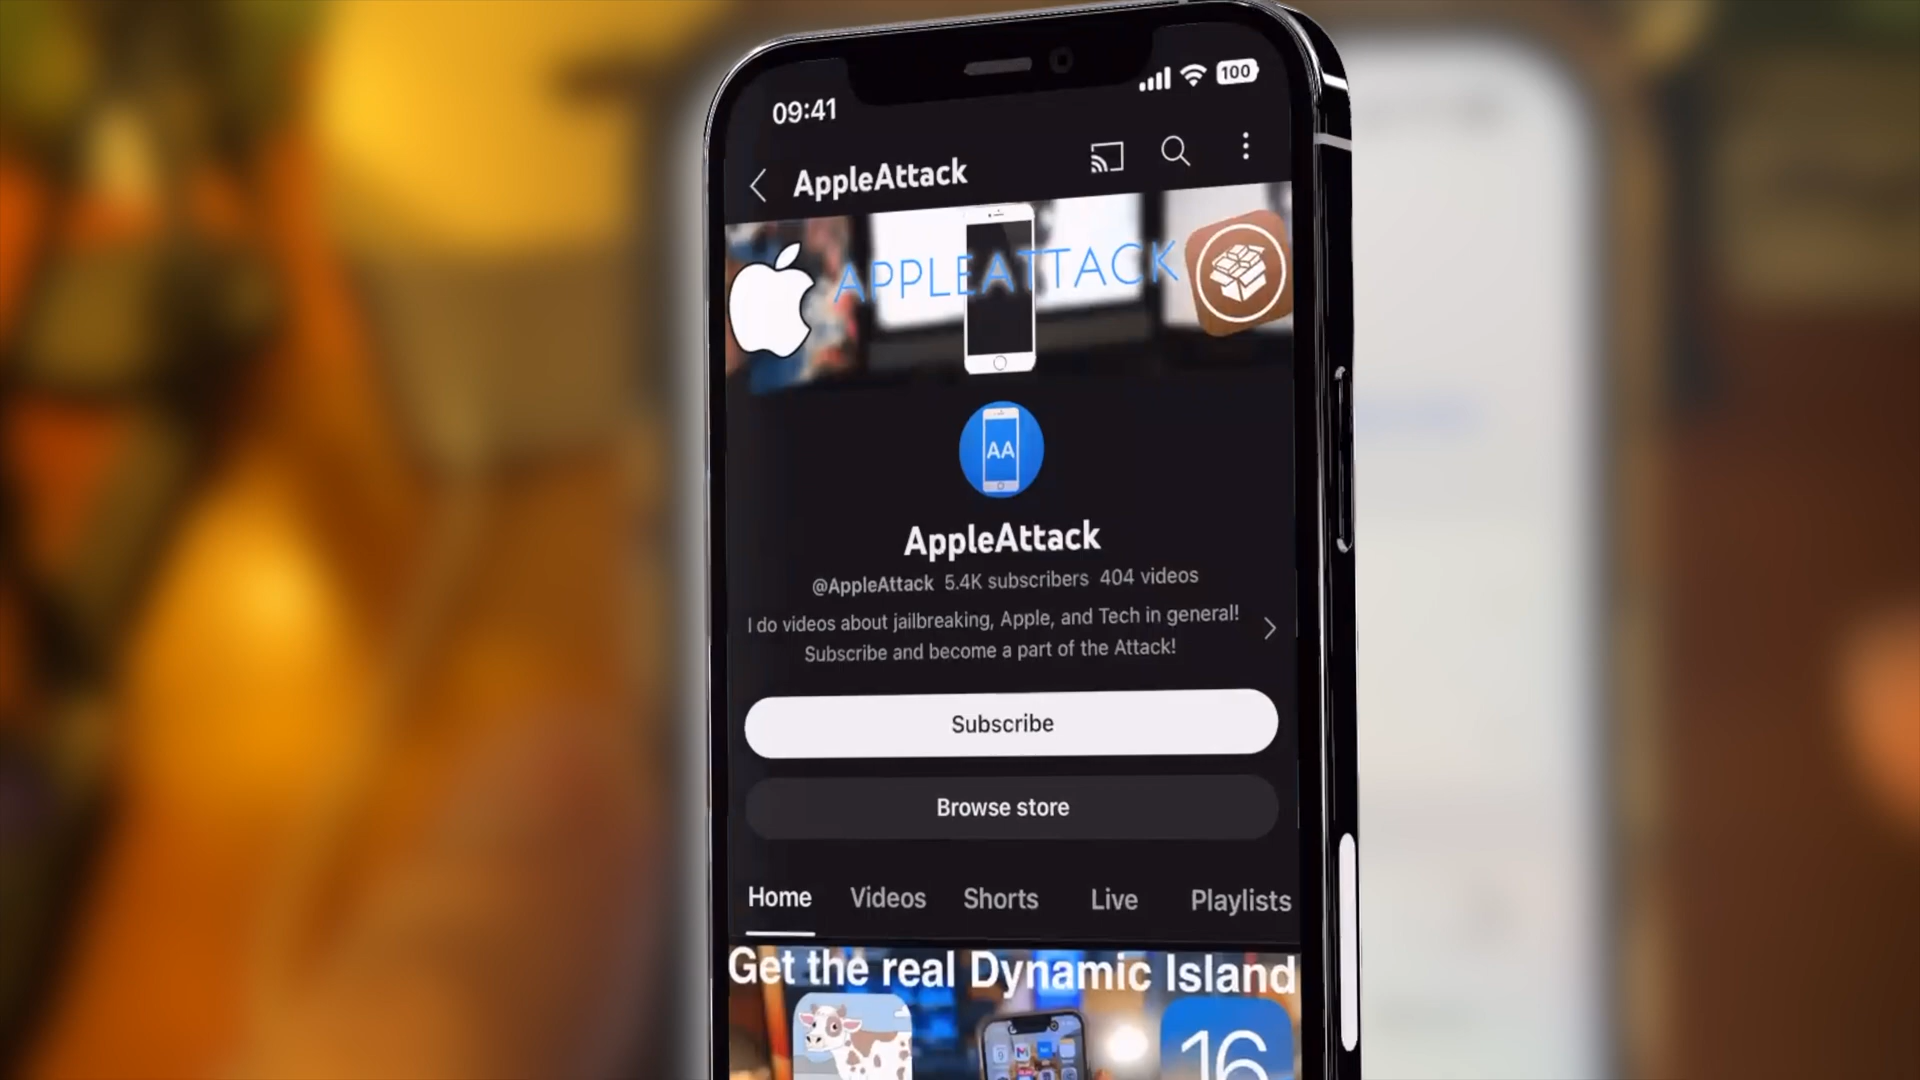 09:41
100
AppleAttack
APPLEATTACK
AA
AppleAttack
@AppleAttack 5.4K subscribers 404 videos
I do videos about jailbreaking, Apple, and Tech in general!
Subscribe and become a part of the Attack!
Subscribe
Browse store
Home Videos Shorts Live Playlists
Get the real Dynamic Island
16